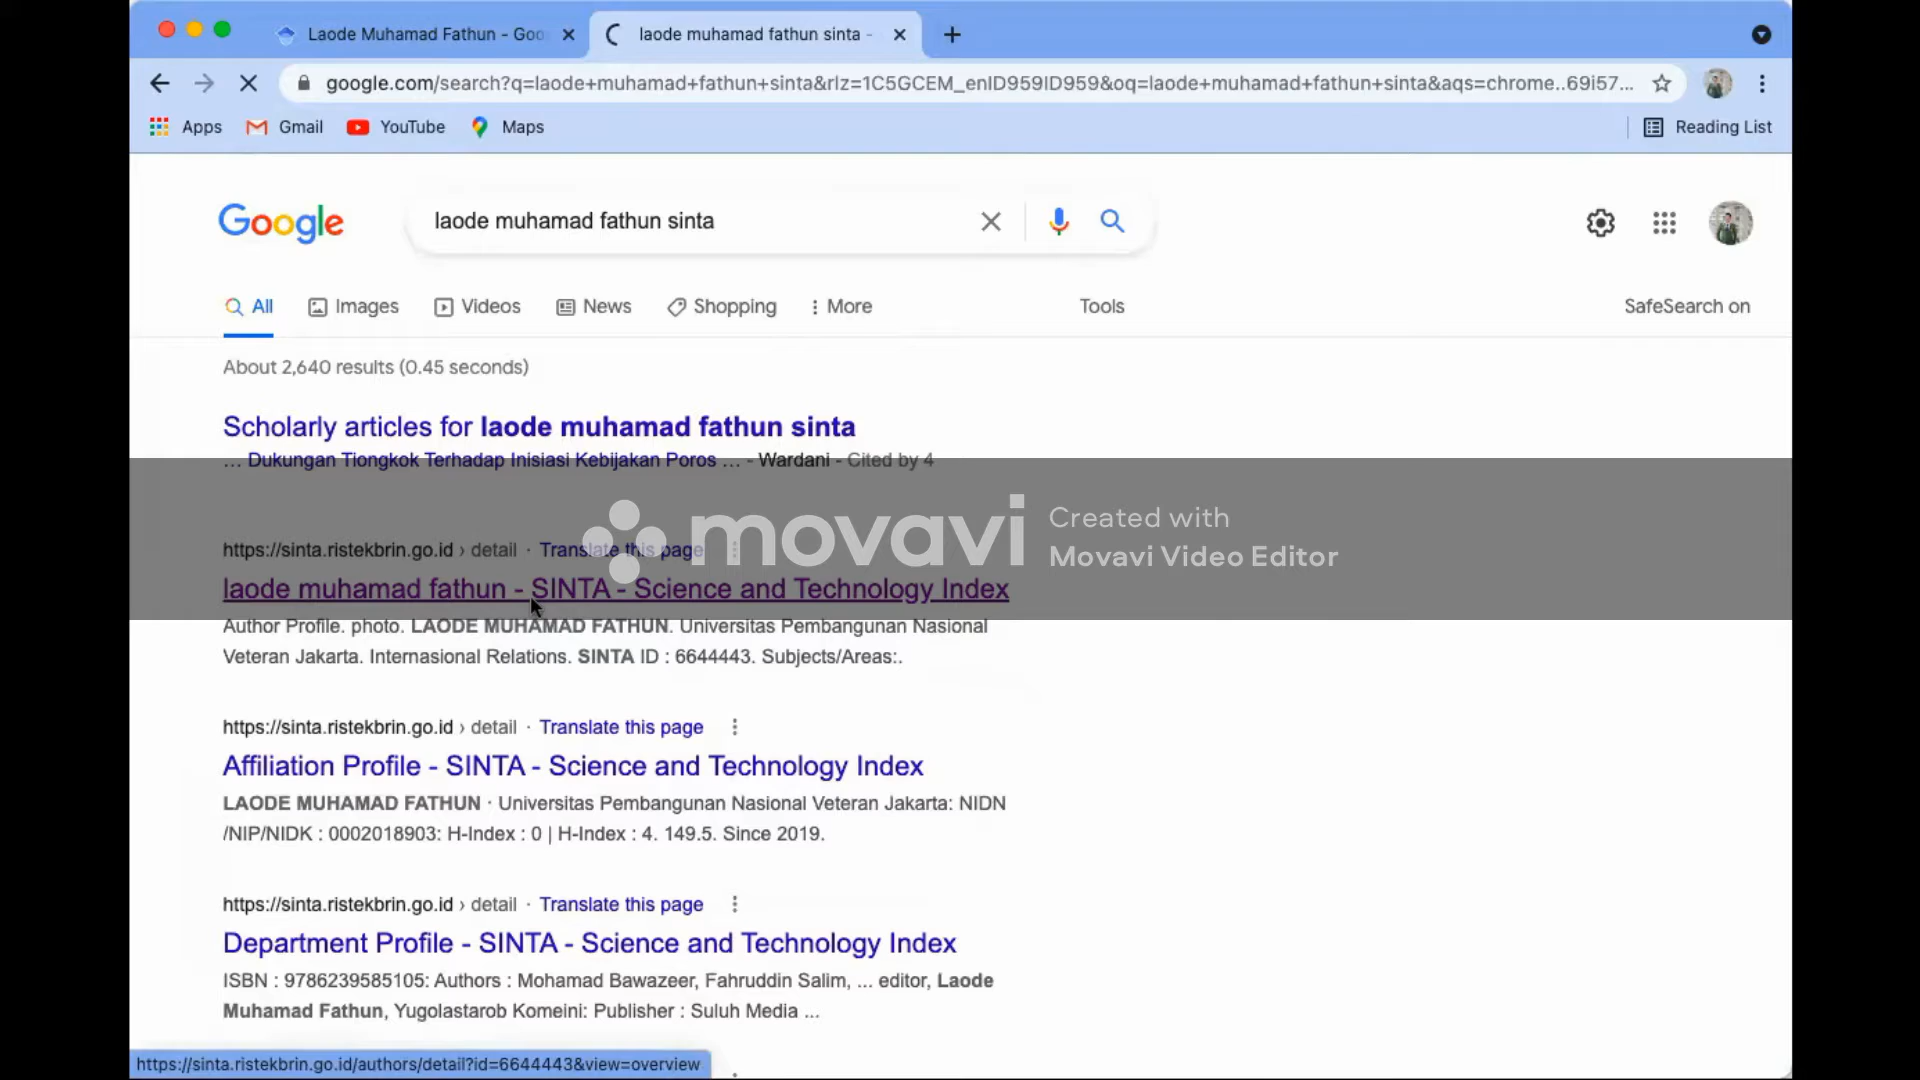 Laode Muhamad Fathun - Goo
laode muhamad fathun sinta -
google.com/search?q=laode+muhamad+fathun+sinta&rlz=1C5GCEM_enID959ID959&oq=laode+muhamad+fathun+sinta&aqs=chrome..69i57...
Apps Gmail YouTube Maps Reading List
Google laode muhamad fathun sinta
All Images Videos News Shopping More Tools SafeSearch on
About 2,640 results (0.45 seconds)
Scholarly articles for laode muhamad fathun sinta
... Dukungan Tiongkok Terhadap Inisiasi Kebijakan Poros ... - Wardani - Cited by 4
movavi
Created with
Movavi Video Editor
https://sinta.ristekbrin.go.id › detail · Translate this page
laode muhamad fathun - SINTA - Science and Technology Index
Author Profile. photo. LAODE MUHAMAD FATHUN. Universitas Pembangunan Nasional
Veteran Jakarta. Internasional Relations. SINTA ID : 6644443. Subjects/Areas:.
https://sinta.ristekbrin.go.id › detail · Translate this page
Affiliation Profile - SINTA - Science and Technology Index
LAODE MUHAMAD FATHUN · Universitas Pembangunan Nasional Veteran Jakarta: NIDN
/NIP/NIDK : 0002018903: H-Index : 0 | H-Index : 4. 149.5. Since 2019.
https://sinta.ristekbrin.go.id › detail · Translate this page
Department Profile - SINTA - Science and Technology Index
ISBN : 9786239585105: Authors : Mohamad Bawazeer, Fahruddin Salim, ... editor, Laode
Muhamad Fathun, Yugolastarob Komeini: Publisher : Suluh Media ...
https://sinta.ristekbrin.go.id/authors/detail?id=6644443&view=overview